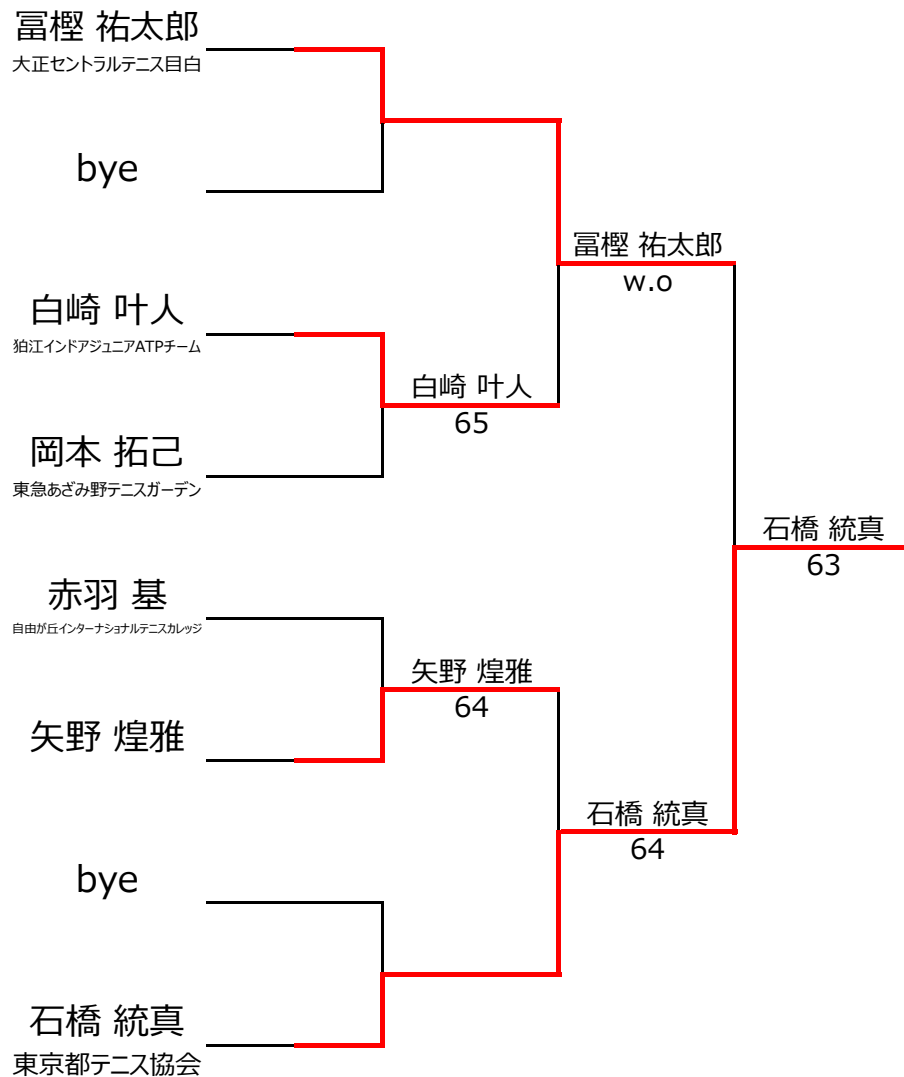 冨樫 祐太郎
大正セントラルテニス目白
bye
冨樫 祐太郎
w.o
白崎 叶人
狛江インドアジュニアATPチーム
白崎 叶人
65
岡本 拓己
東急あざみ野テニスガーデン
石橋 統真
63
赤羽 基
自由が丘インターナショナルテニスカレッジ
矢野 煌雅
64
矢野 煌雅
石橋 統真
64
bye
石橋 統真
東京都テニス協会